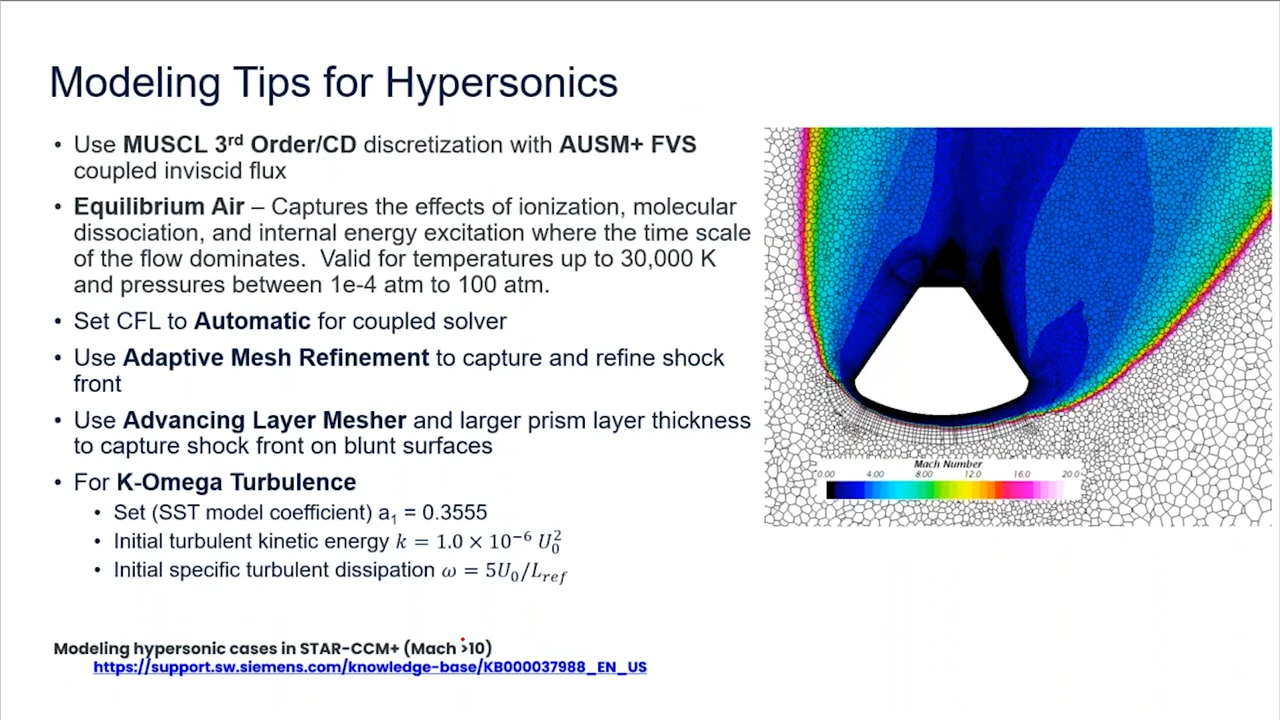 Modeling Tips for Hypersonics
• Use MUSCL 3rd Order/CD discretization with AUSM+ FVS
coupled inviscid flux
• Equilibrium Air – Captures the effects of ionization, molecular
dissociation, and internal energy excitation where the time scale
of the flow dominates.  Valid for temperatures up to 30,000 K
and pressures between 1e-4 atm to 100 atm.
• Set CFL to Automatic for coupled solver
• Use Adaptive Mesh Refinement to capture and refine shock
front
• Use Advancing Layer Mesher and larger prism layer thickness
to capture shock front on blunt surfaces
• For K-Omega Turbulence
• Set (SST model coefficient) a₁ = 0.3555
• Initial turbulent kinetic energy k = 1.0 × 10⁻⁶ U₀²
• Initial specific turbulent dissipation ω = 5U₀/L_ref
Mach Number
0.00 4.00 8.00 12.0 16.0 20.0
Modeling hypersonic cases in STAR-CCM+ (Mach >10)
https://support.sw.siemens.com/knowledge-base/KB000037988_EN_US